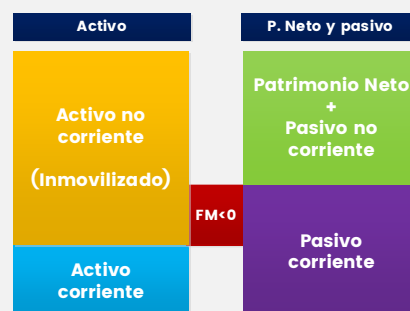 Activo
P. Neto y pasivo
Activo no
corriente
(Inmovilizado)
Patrimonio Neto
+
Pasivo no
corriente
FM<0
Activo
corriente
Pasivo
corriente